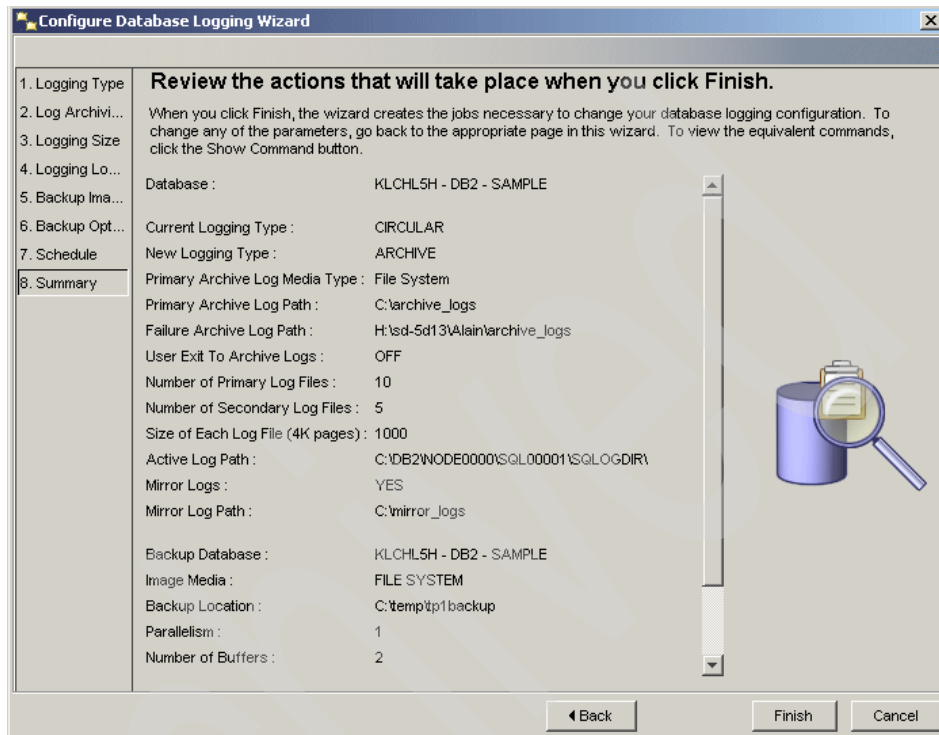 Configure Database Logging Wizard
1. Logging Type
2. Log Archivi...
3. Logging Size
4. Logging Lo...
5. Backup Ima...
6. Backup Opt...
7. Schedule
8. Summary
Review the actions that will take place when you click Finish.
When you click Finish, the wizard creates the jobs necessary to change your database logging configuration. To
change any of the parameters, go back to the appropriate page in this wizard. To view the equivalent commands,
click the Show Command button.
Database : KLCHL5H - DB2 - SAMPLE
Current Logging Type : CIRCULAR
New Logging Type : ARCHIVE
Primary Archive Log Media Type : File System
Primary Archive Log Path : C:\archive_logs
Failure Archive Log Path : H:\sd-5d13\Alain\archive_logs
User Exit To Archive Logs : OFF
Number of Primary Log Files : 10
Number of Secondary Log Files : 5
Size of Each Log File (4K pages) : 1000
Active Log Path : C:\DB2\NODE0000\SQL00001\SQLOGDIR\
Mirror Logs : YES
Mirror Log Path : C:\mirror_logs
Backup Database : KLCHL5H - DB2 - SAMPLE
Image Media : FILE SYSTEM
Backup Location : C:\temp\tp1backup
Parallelism : 1
Number of Buffers : 2
Back
Finish
Cancel